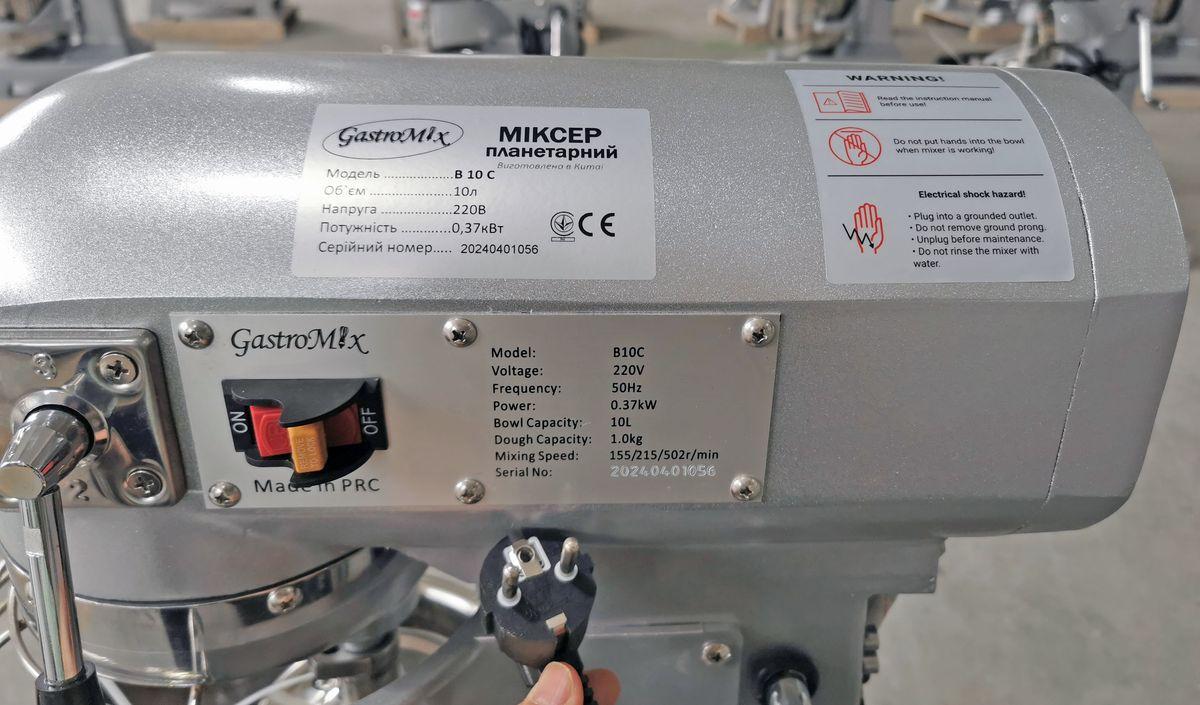 GastroMix
МІКСЕР
планетарний
Виготовлено в Китаї
Модель ..................В 10 С
Об`єм ......................10л
Напруга ...................220В
Потужність .............0,37кВт
Серійний номер..... 20240401056
CE
WARNING!
Read the instruction manual
before use!
Do not put hands into the bowl
when mixer is working!
Electrical shock hazard!
• Plug into a grounded outlet.
• Do not remove ground prong.
• Unplug before maintenance.
• Do not rinse the mixer with
water.
GastroMix
ON
OFF
REMOVE
TO LOCK
Made in PRC
Model: B10C
Voltage: 220V
Frequency: 50Hz
Power: 0.37kW
Bowl Capacity: 10L
Dough Capacity: 1.0kg
Mixing Speed: 155/215/502r/min
Serial No: 20240401056
2